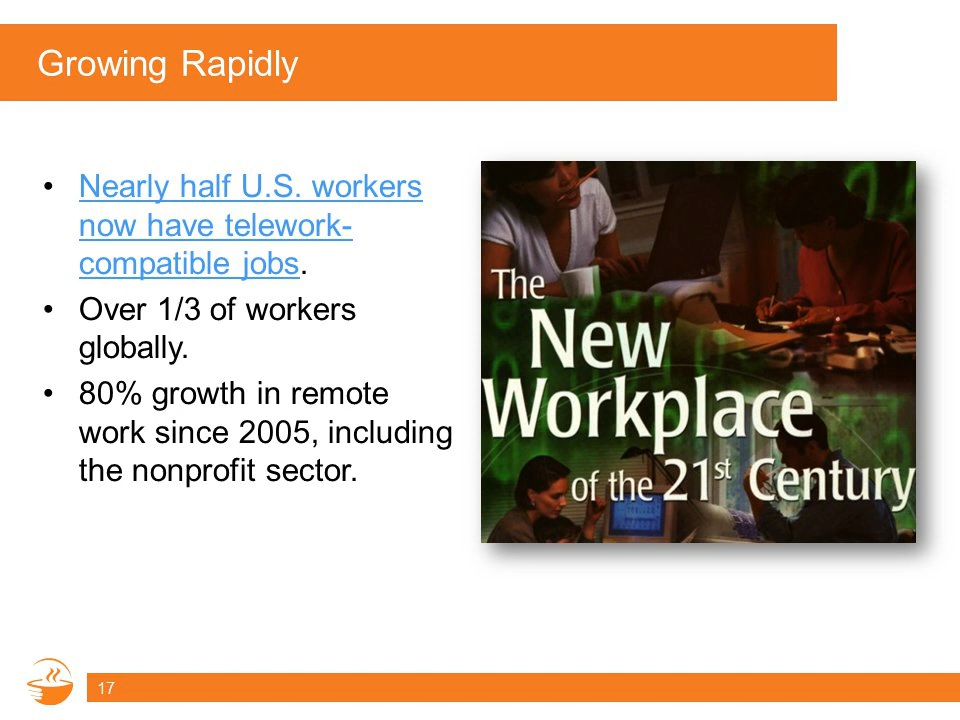 Growing Rapidly
• Nearly half U.S. workers
now have telework-
compatible jobs.
• Over 1/3 of workers
globally.
• 80% growth in remote
work since 2005, including
the nonprofit sector.
The
New
Workplace
of the 21st Century
17